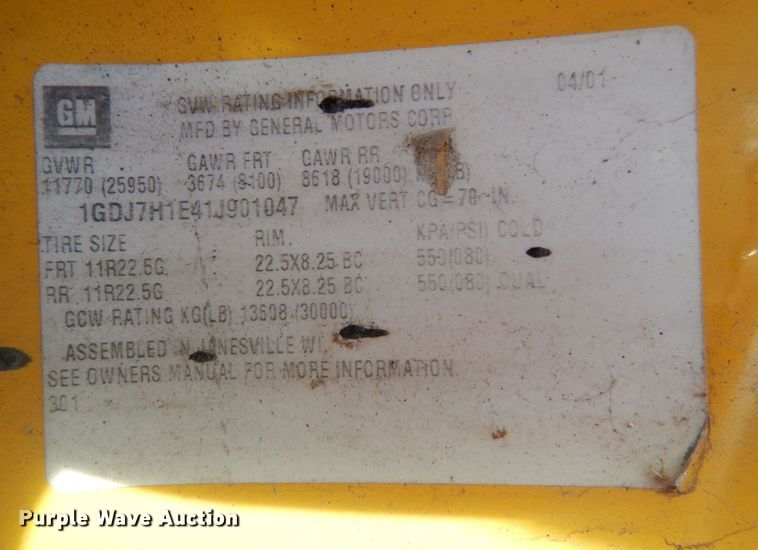 GM
GVW RATING INFORMATION ONLY 04/01
MFD BY GENERAL MOTORS CORP
GVWR GAWR FRT GAWR RR
11770 (25950) 3674 (8100) 8618 (19000)
1GDJ7H1E41J901047 MAX VERT CG = 70 IN.
TIRE SIZE RIM KPA(PSI) COLD
FRT 11R22.5G 22.5X8.25 BC 550(080)
RR 11R22.5G 22.5X8.25 BC 550(080) DUAL
GCW RATING KG(LB) 13608 (30000)
ASSEMBLED IN JANESVILLE WI
SEE OWNERS MANUAL FOR MORE INFORMATION
301
Purple Wave Auction